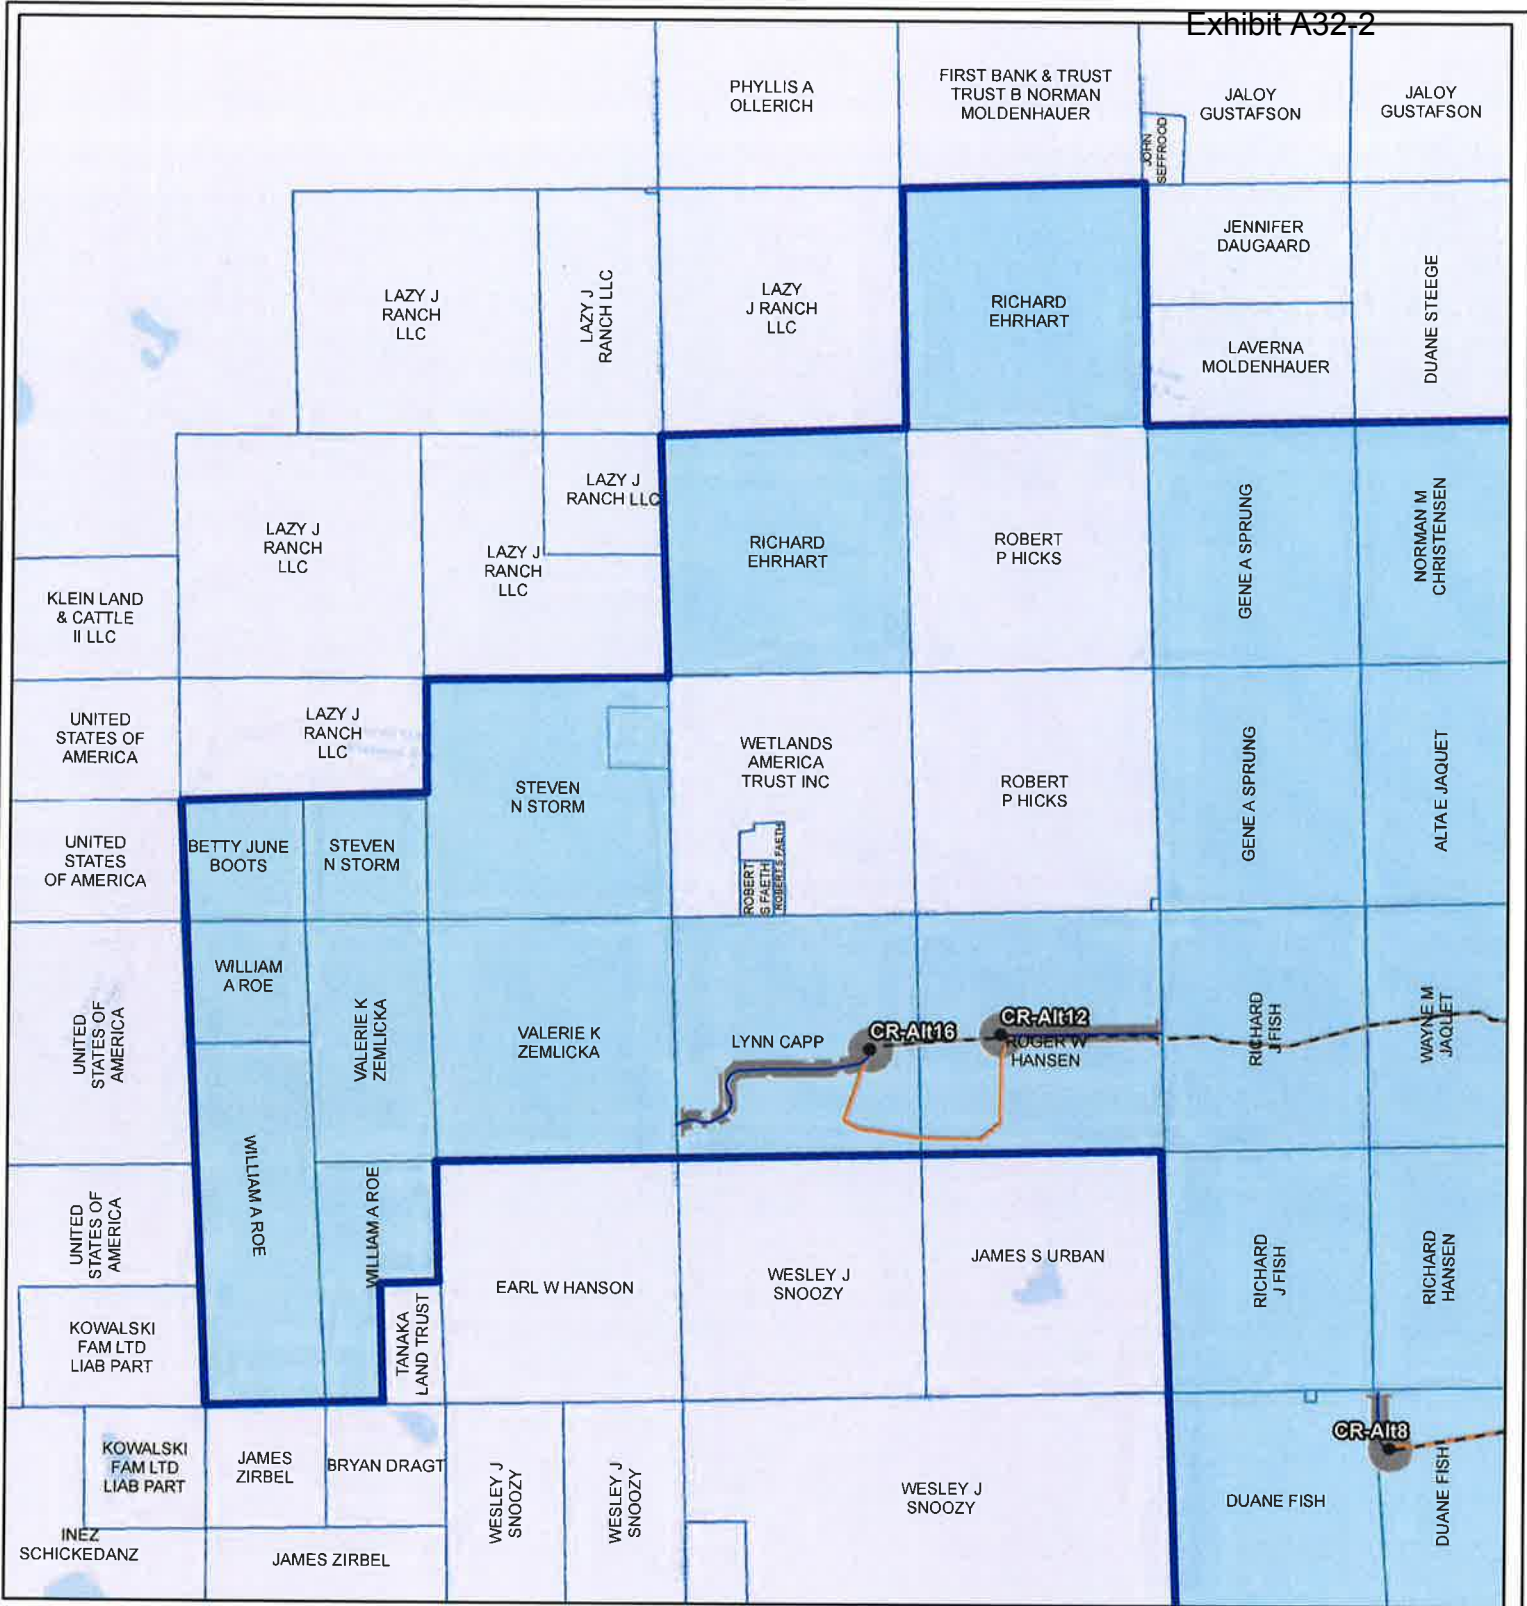 Exhibit A32-2
PHYLLIS A
OLLERICH
FIRST BANK & TRUST
TRUST B NORMAN
MOLDENHAUER
JALOY
GUSTAFSON
JALOY
GUSTAFSON
JOHN
SEFFROOD
LAZY J
RANCH
LLC
LAZY J
RANCH LLC
LAZY
J RANCH
LLC
RICHARD
EHRHART
JENNIFER
DAUGAARD
LAVERNA
MOLDENHAUER
DUANE STEEGE
LAZY J
RANCH
LLC
LAZY J
RANCH
LLC
LAZY J
RANCH LLC
RICHARD
EHRHART
ROBERT
P HICKS
GENE A SPRUNG
NORMAN M
CHRISTENSEN
KLEIN LAND
& CATTLE
II LLC
UNITED
STATES OF
AMERICA
LAZY J
RANCH
LLC
STEVEN
N STORM
WETLANDS
AMERICA
TRUST INC
ROBERT
P HICKS
GENE A SPRUNG
ALTA E JAQUET
UNITED
STATES
OF AMERICA
BETTY JUNE
BOOTS
STEVEN
N STORM
ROBERT
S FAETH
ROBERT S FAETH
UNITED
STATES OF
AMERICA
WILLIAM
A ROE
VALERIE K
ZEMLICKA
VALERIE K
ZEMLICKA
LYNN CAPP
CR-Alt16
CR-Alt12
ROGER W
HANSEN
RICHARD
J FISH
WAYNE M
JAQUET
UNITED
STATES OF
AMERICA
WILLIAM A ROE
WILLIAM A ROE
EARL W HANSON
WESLEY J
SNOOZY
JAMES S URBAN
RICHARD
J FISH
RICHARD
HANSEN
KOWALSKI
FAM LTD
LIAB PART
TANAKA
LAND TRUST
KOWALSKI
FAM LTD
LIAB PART
JAMES
ZIRBEL
BRYAN DRAGT
WESLEY J
SNOOZY
WESLEY J
SNOOZY
WESLEY J
SNOOZY
CR-Alt8
DUANE FISH
DUANE FISH
INEZ
SCHICKEDANZ
JAMES ZIRBEL